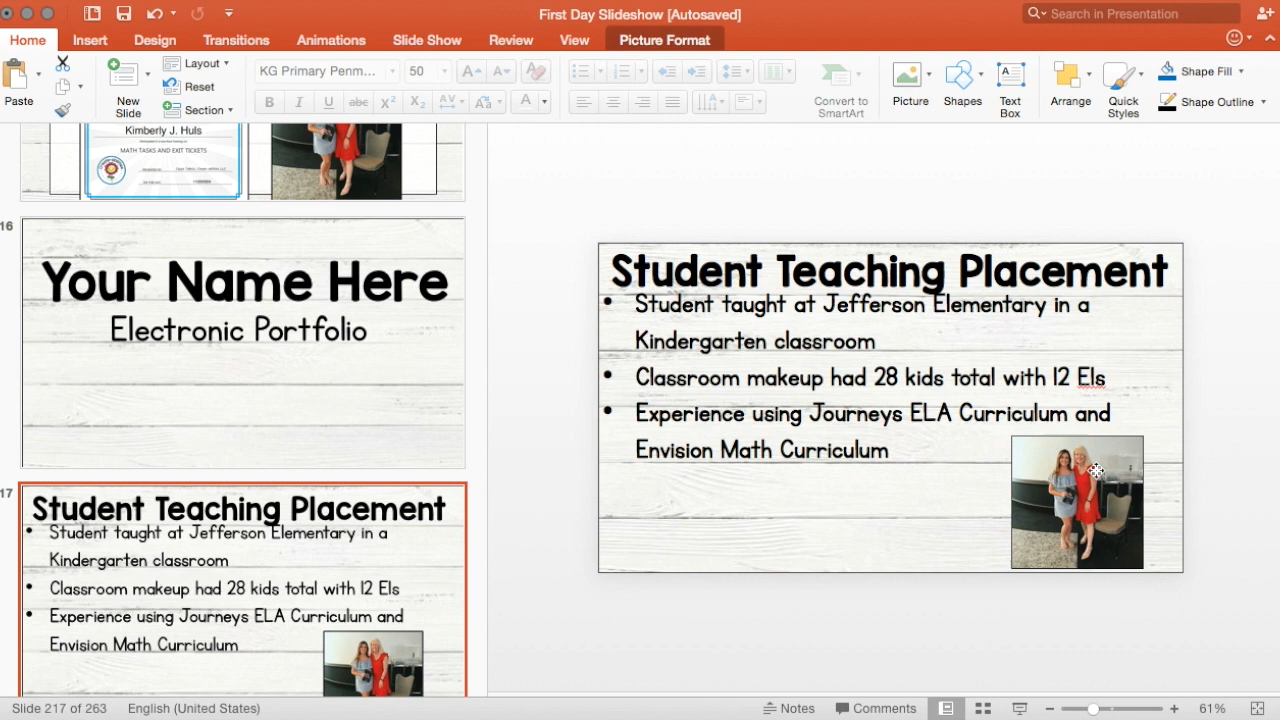 First Day Slideshow [Autosaved]
Search in Presentation
Home Insert Design Transitions Animations Slide Show Review View Picture Format
Paste
New Slide
Layout
Reset
Section
KG Primary Penm... 50
B I U abc X² X₂ AV Aa A
Convert to SmartArt
Picture
Shapes
Text Box
Arrange
Quick Styles
Shape Fill
Shape Outline
Kimberly J. Huls
MATH TASKS AND EXIT TICKETS
16
Your Name Here
Electronic Portfolio
17
Student Teaching Placement
• Student taught at Jefferson Elementary in a
Kindergarten classroom
• Classroom makeup had 28 kids total with 12 Els
• Experience using Journeys ELA Curriculum and
Envision Math Curriculum
Student Teaching Placement
• Student taught at Jefferson Elementary in a
Kindergarten classroom
• Classroom makeup had 28 kids total with 12 Els
• Experience using Journeys ELA Curriculum and
Envision Math Curriculum
Slide 217 of 263 English (United States) Notes Comments 61%